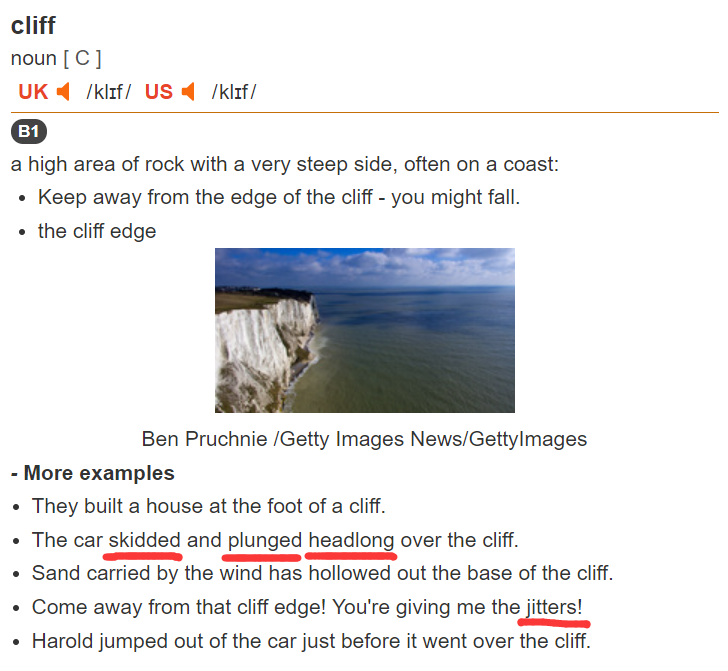 cliff
noun [ C ]
UK /klɪf/ US /klɪf/
B1
a high area of rock with a very steep side, often on a coast:
• Keep away from the edge of the cliff - you might fall.
• the cliff edge
Ben Pruchnie /Getty Images News/GettyImages
- More examples
• They built a house at the foot of a cliff.
• The car skidded and plunged headlong over the cliff.
• Sand carried by the wind has hollowed out the base of the cliff.
• Come away from that cliff edge! You're giving me the jitters!
• Harold jumped out of the car just before it went over the cliff.